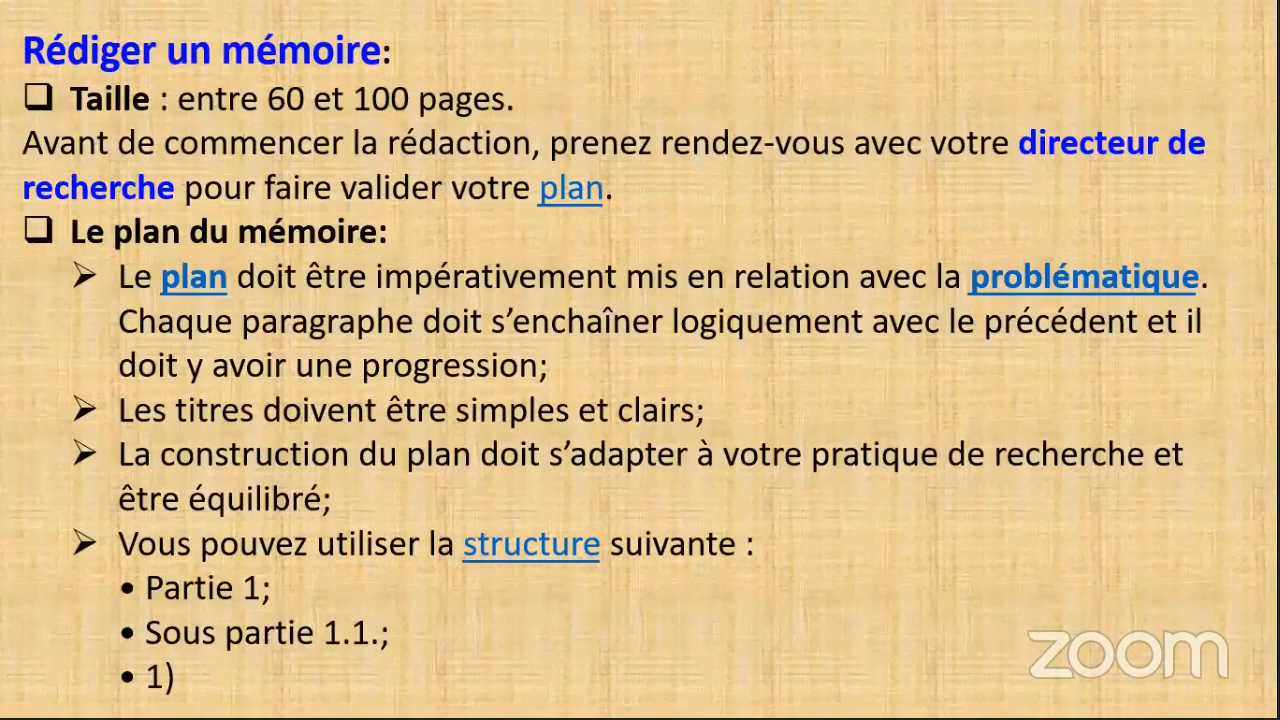 Rédiger un mémoire:
❑ Taille : entre 60 et 100 pages.
Avant de commencer la rédaction, prenez rendez-vous avec votre directeur de
recherche pour faire valider votre plan.
❑ Le plan du mémoire:
➢ Le plan doit être impérativement mis en relation avec la problématique.
Chaque paragraphe doit s’enchaîner logiquement avec le précédent et il
doit y avoir une progression;
➢ Les titres doivent être simples et clairs;
➢ La construction du plan doit s’adapter à votre pratique de recherche et
être équilibré;
➢ Vous pouvez utiliser la structure suivante :
• Partie 1;
• Sous partie 1.1.;
• 1)
zoom